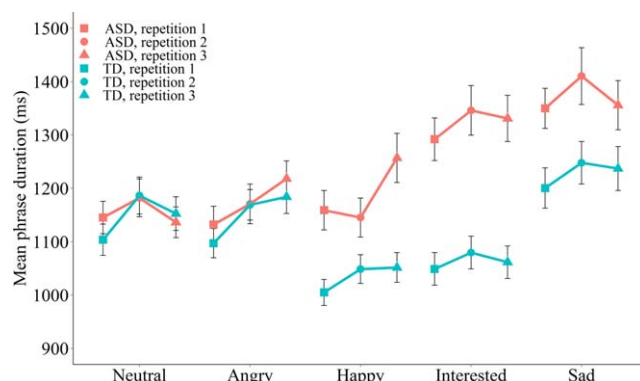 1500
1400
1300
1200
1100
1000
900
Mean phrase duration (ms)
ASD, repetition 1
ASD, repetition 2
ASD, repetition 3
TD, repetition 1
TD, repetition 2
TD, repetition 3
Neutral Angry Happy Interested Sad